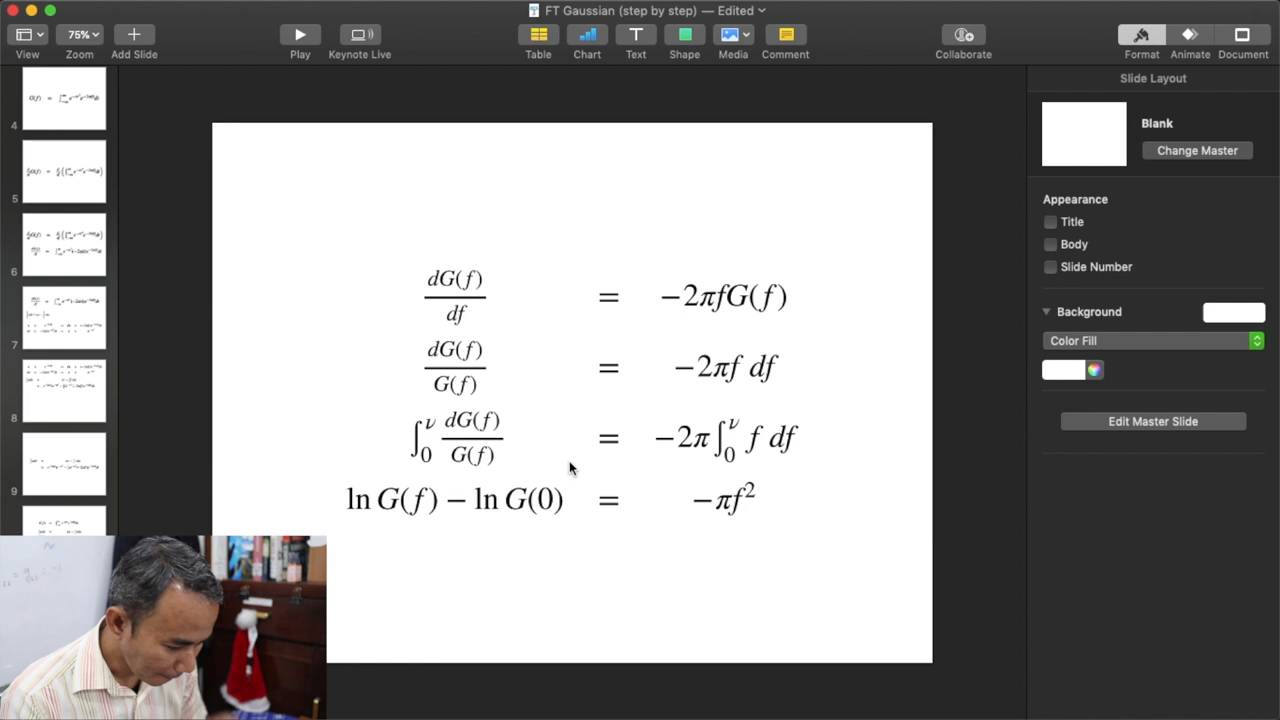 FT Gaussian (step by step) — Edited
75%
View
Zoom
Add Slide
Play
Keynote Live
Table
Chart
Text
Shape
Media
Comment
Collaborate
Format
Animate
Document
4
5
6
7
8
9
dG(f)/df = −2πfG(f)
dG(f)/G(f) = −2πf df
∫₀^ν dG(f)/G(f) = −2π ∫₀^ν f df
ln G(f) − ln G(0) = −πf²
Slide Layout
Blank
Change Master
Appearance
Title
Body
Slide Number
Background
Color Fill
Edit Master Slide